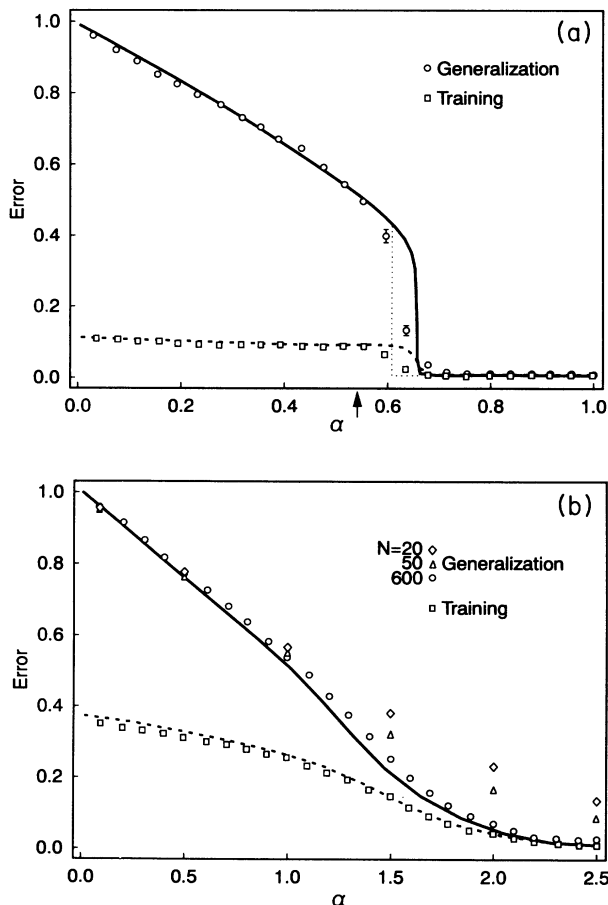 (a)
○ Generalization
□ Training
Error
1.0
0.8
0.6
0.4
0.2
0.0
0.0 0.2 0.4 0.6 0.8 1.0
α
(b)
N=20 ◇
50 △ Generalization
600 ○
□ Training
Error
1.0
0.8
0.6
0.4
0.2
0.0
0.0 0.5 1.0 1.5 2.0 2.5
α